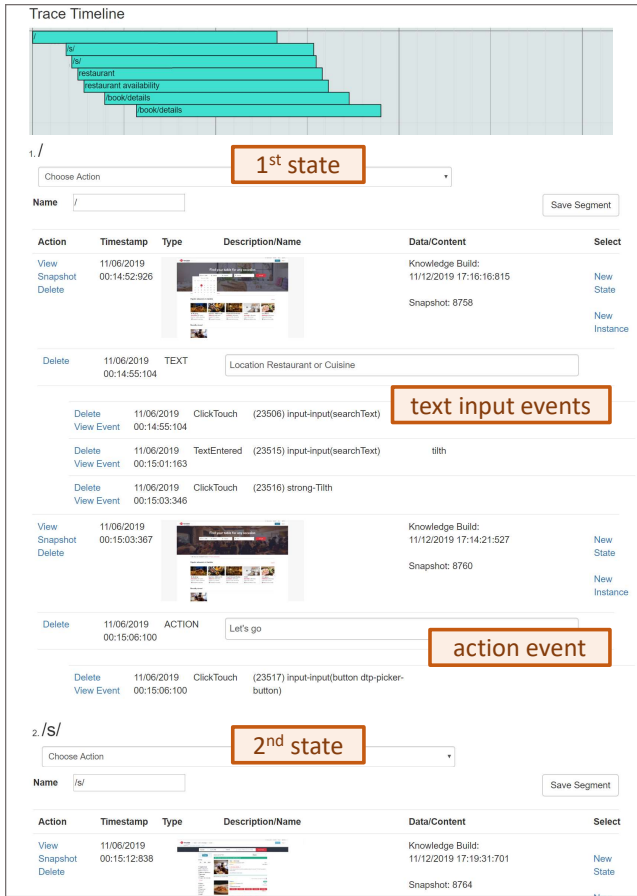 Trace Timeline
/
/s/
/s/
restaurant
restaurant availability
/book/details
/book/details
1. /
1st state
Choose Action
Name / Save Segment
Action Timestamp Type Description/Name Data/Content Select
View Snapshot Delete 11/06/2019 00:14:52:926 Knowledge Build: 11/12/2019 17:16:16:815 Snapshot: 8758 New State New Instance
Delete 11/06/2019 00:14:55:104 TEXT Location Restaurant or Cuisine
text input events
Delete View Event 11/06/2019 00:14:55:104 ClickTouch (23506) input-input(searchText)
Delete View Event 11/06/2019 00:15:01:163 TextEntered (23515) input-input(searchText) tilth
Delete View Event 11/06/2019 00:15:03:346 ClickTouch (23516) strong-Tilth
View Snapshot Delete 11/06/2019 00:15:03:367 Knowledge Build: 11/12/2019 17:14:21:527 Snapshot: 8760 New State New Instance
Delete 11/06/2019 00:15:06:100 ACTION Let's go
action event
Delete View Event 11/06/2019 00:15:06:100 ClickTouch (23517) input-input(button dtp-picker-button)
2. /s/
2nd state
Choose Action
Name /s/ Save Segment
Action Timestamp Type Description/Name Data/Content Select
View Snapshot Delete 11/06/2019 00:15:12:838 Knowledge Build: 11/12/2019 17:19:31:701 Snapshot: 8764 New State